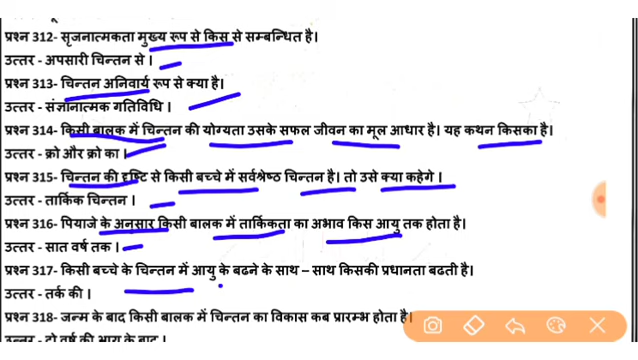 प्रश्न 312- सृजनात्मकता मुख्य रूप से किस से सम्बन्धित है।
उत्तर - अपसारी चिन्तन से ।
प्रश्न 313- चिन्तन अनिवार्य रूप से क्या है।
उत्तर - संज्ञानात्मक गतिविधि ।
प्रश्न 314- किसी बालक में चिन्तन की योग्यता उसके सफल जीवन का मूल आधार है। यह कथन किसका है।
उत्तर - क्रो और क्रो का ।
प्रश्न 315- चिन्तन की दृष्टि से किसी बच्चे में सर्वश्रेष्ठ चिन्तन है। तो उसे क्या कहेगे ।
उत्तर - तार्किक चिन्तन ।
प्रश्न 316- पियाजे के अनुसार किसी बालक में तार्किकता का अभाव किस आयु तक होता है।
उत्तर - सात वर्ष तक ।
प्रश्न 317- किसी बच्चे के चिन्तन में आयु के बढने के साथ – साथ किसकी प्रधानता बढती है।
उत्तर - तर्क की ।
प्रश्न 318- जन्म के बाद किसी बालक में चिन्तन का विकास कब प्रारम्भ होता है।
उत्तर - दो वर्ष की आयु के बाद ।